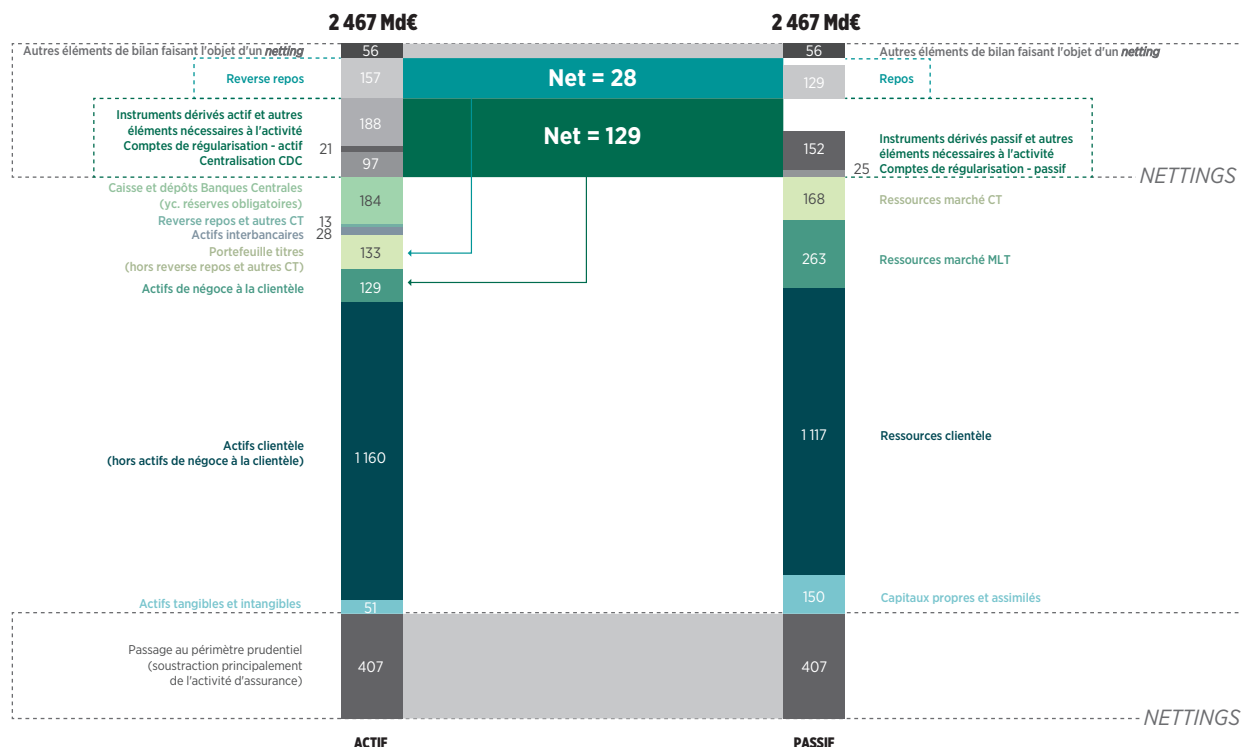 2 467 Md€
2 467 Md€
Autres éléments de bilan faisant l'objet d'un netting
56
56
Autres éléments de bilan faisant l'objet d'un netting
Reverse repos
157
Net = 28
129
Repos
Instruments dérivés actif et autres
éléments nécessaires à l'activité
Comptes de régularisation - actif
Centralisation CDC
188
21
97
Net = 129
152
25
Instruments dérivés passif et autres
éléments nécessaires à l'activité
Comptes de régularisation - passif
NETTINGS
Caisse et dépôts Banques Centrales
(yc. réserves obligatoires)
184
168
Ressources marché CT
Reverse repos et autres CT
13
Actifs interbancaires
28
Portefeuille titres
(hors reverse repos et autres CT)
133
263
Ressources marché MLT
Actifs de négoce à la clientèle
129
Actifs clientèle
(hors actifs de négoce à la clientèle)
1 160
1 117
Ressources clientèle
Actifs tangibles et intangibles
51
150
Capitaux propres et assimilés
Passage au périmètre prudentiel
(soustraction principalement
de l'activité d'assurance)
407
407
NETTINGS
ACTIF
PASSIF